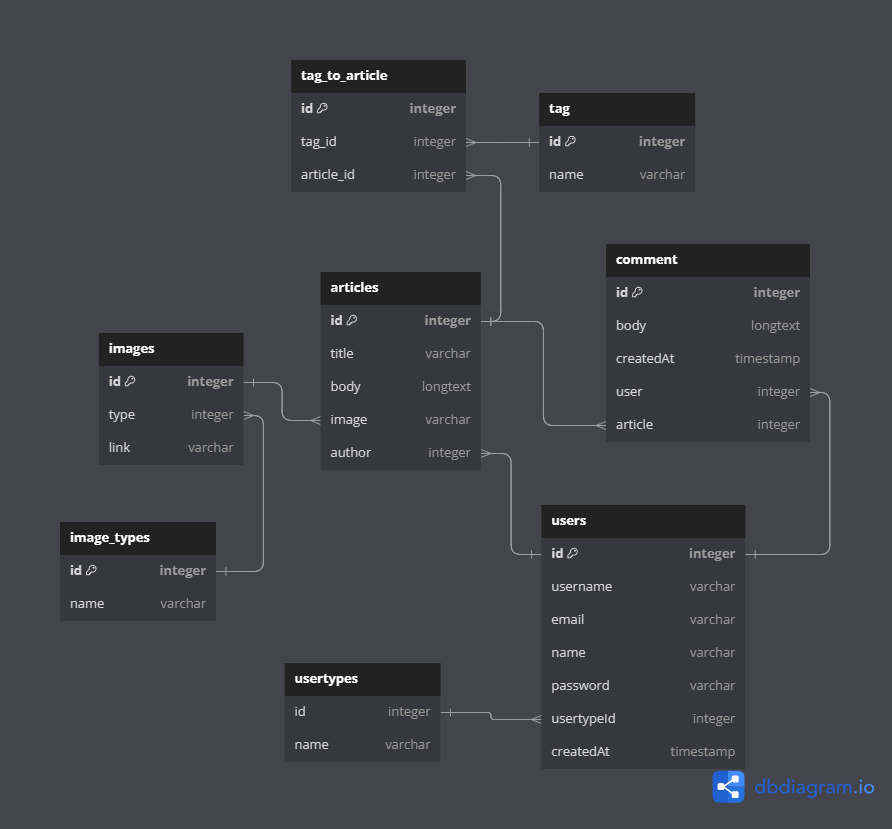 tag_to_article
id integer
tag_id integer
article_id integer
tag
id integer
name varchar
comment
id integer
body longtext
createdAt timestamp
user integer
article integer
articles
id integer
title varchar
body longtext
image varchar
author integer
images
id integer
type integer
link varchar
image_types
id integer
name varchar
users
id integer
username varchar
email varchar
name varchar
password varchar
usertypeId integer
createdAt timestamp
usertypes
id integer
name varchar
dbdiagram.io